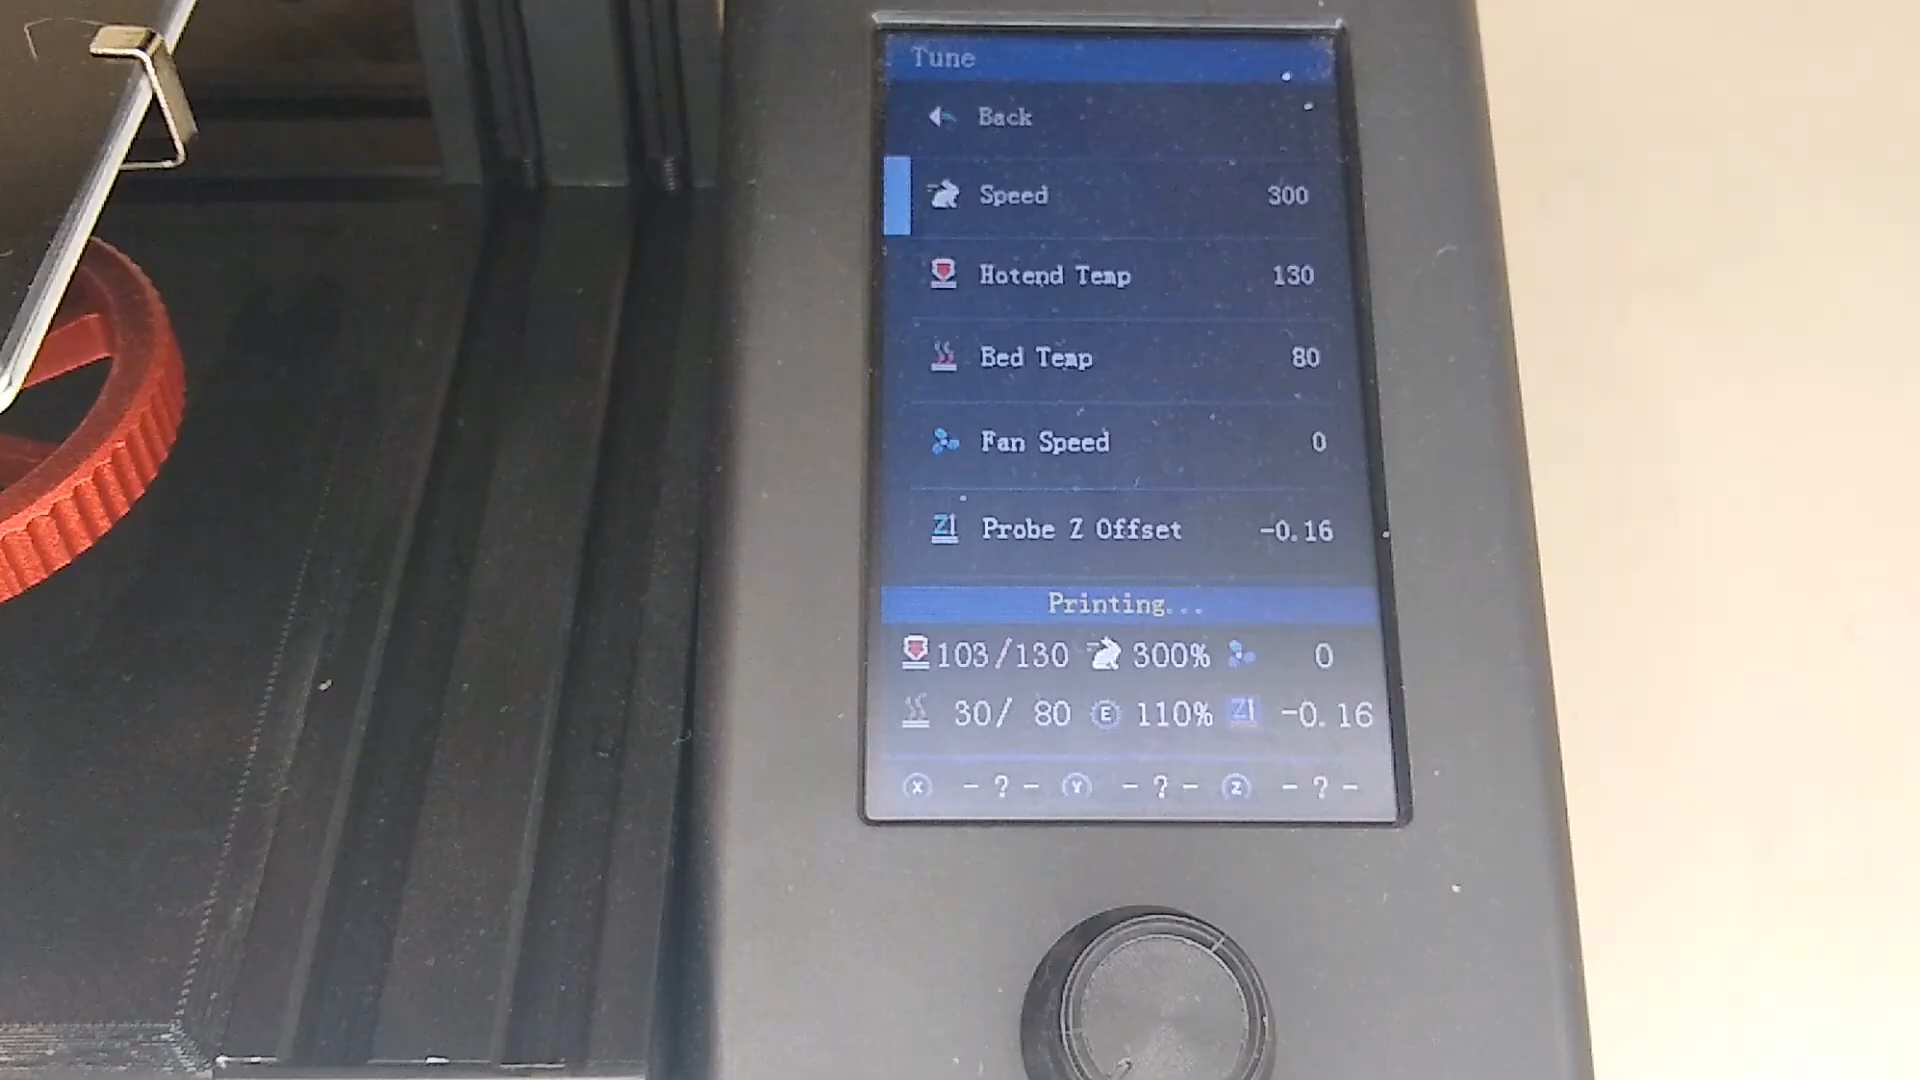 Tune
Back
Speed 300
Hotend Temp 130
Bed Temp 80
Fan Speed 0
Probe Z Offset -0.16
Printing...
103/130 300% 0
30/ 80 E 110% Z -0.16
X -?- Y -?- Z -?-